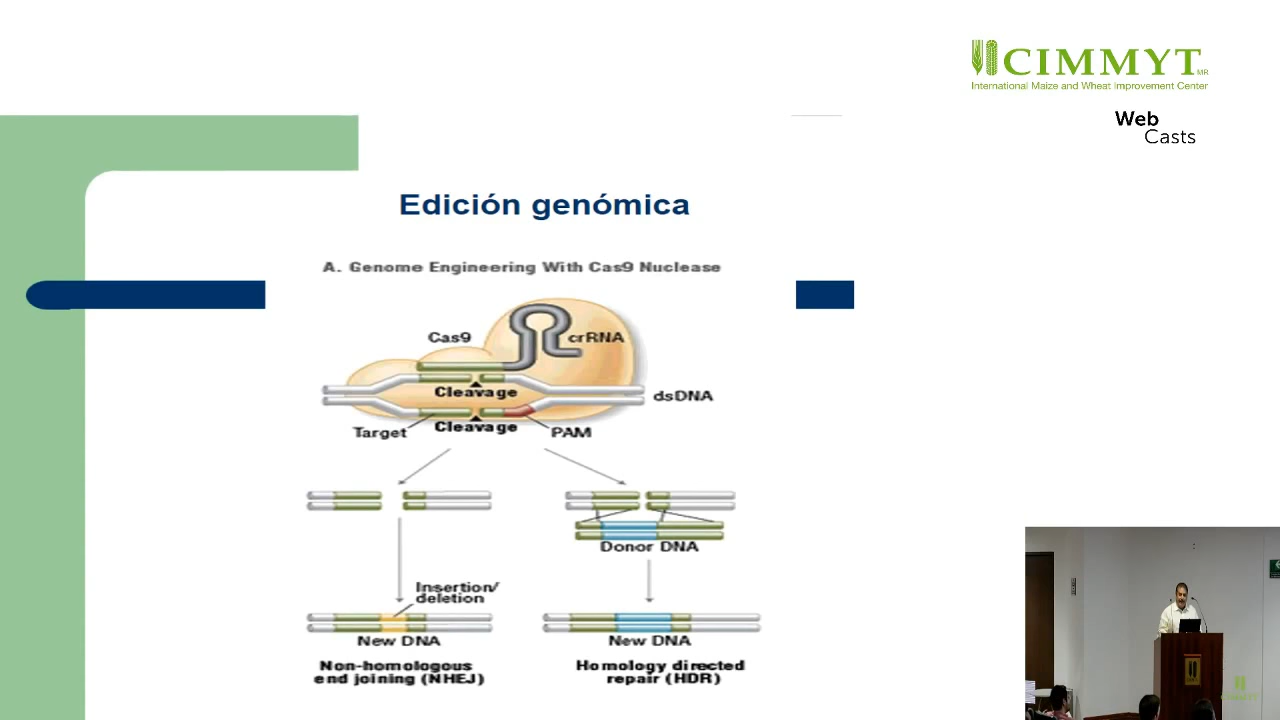 CIMMYT MR
International Maize and Wheat Improvement Center
Web
Casts
Edición genómica
A. Genome Engineering With Cas9 Nuclease
Cas9
crRNA
Cleavage
dsDNA
Target
Cleavage
PAM
Donor DNA
Insertion/
deletion
New DNA
New DNA
Non-homologous
end joining (NHEJ)
Homology directed
repair (HDR)
CIMMYT